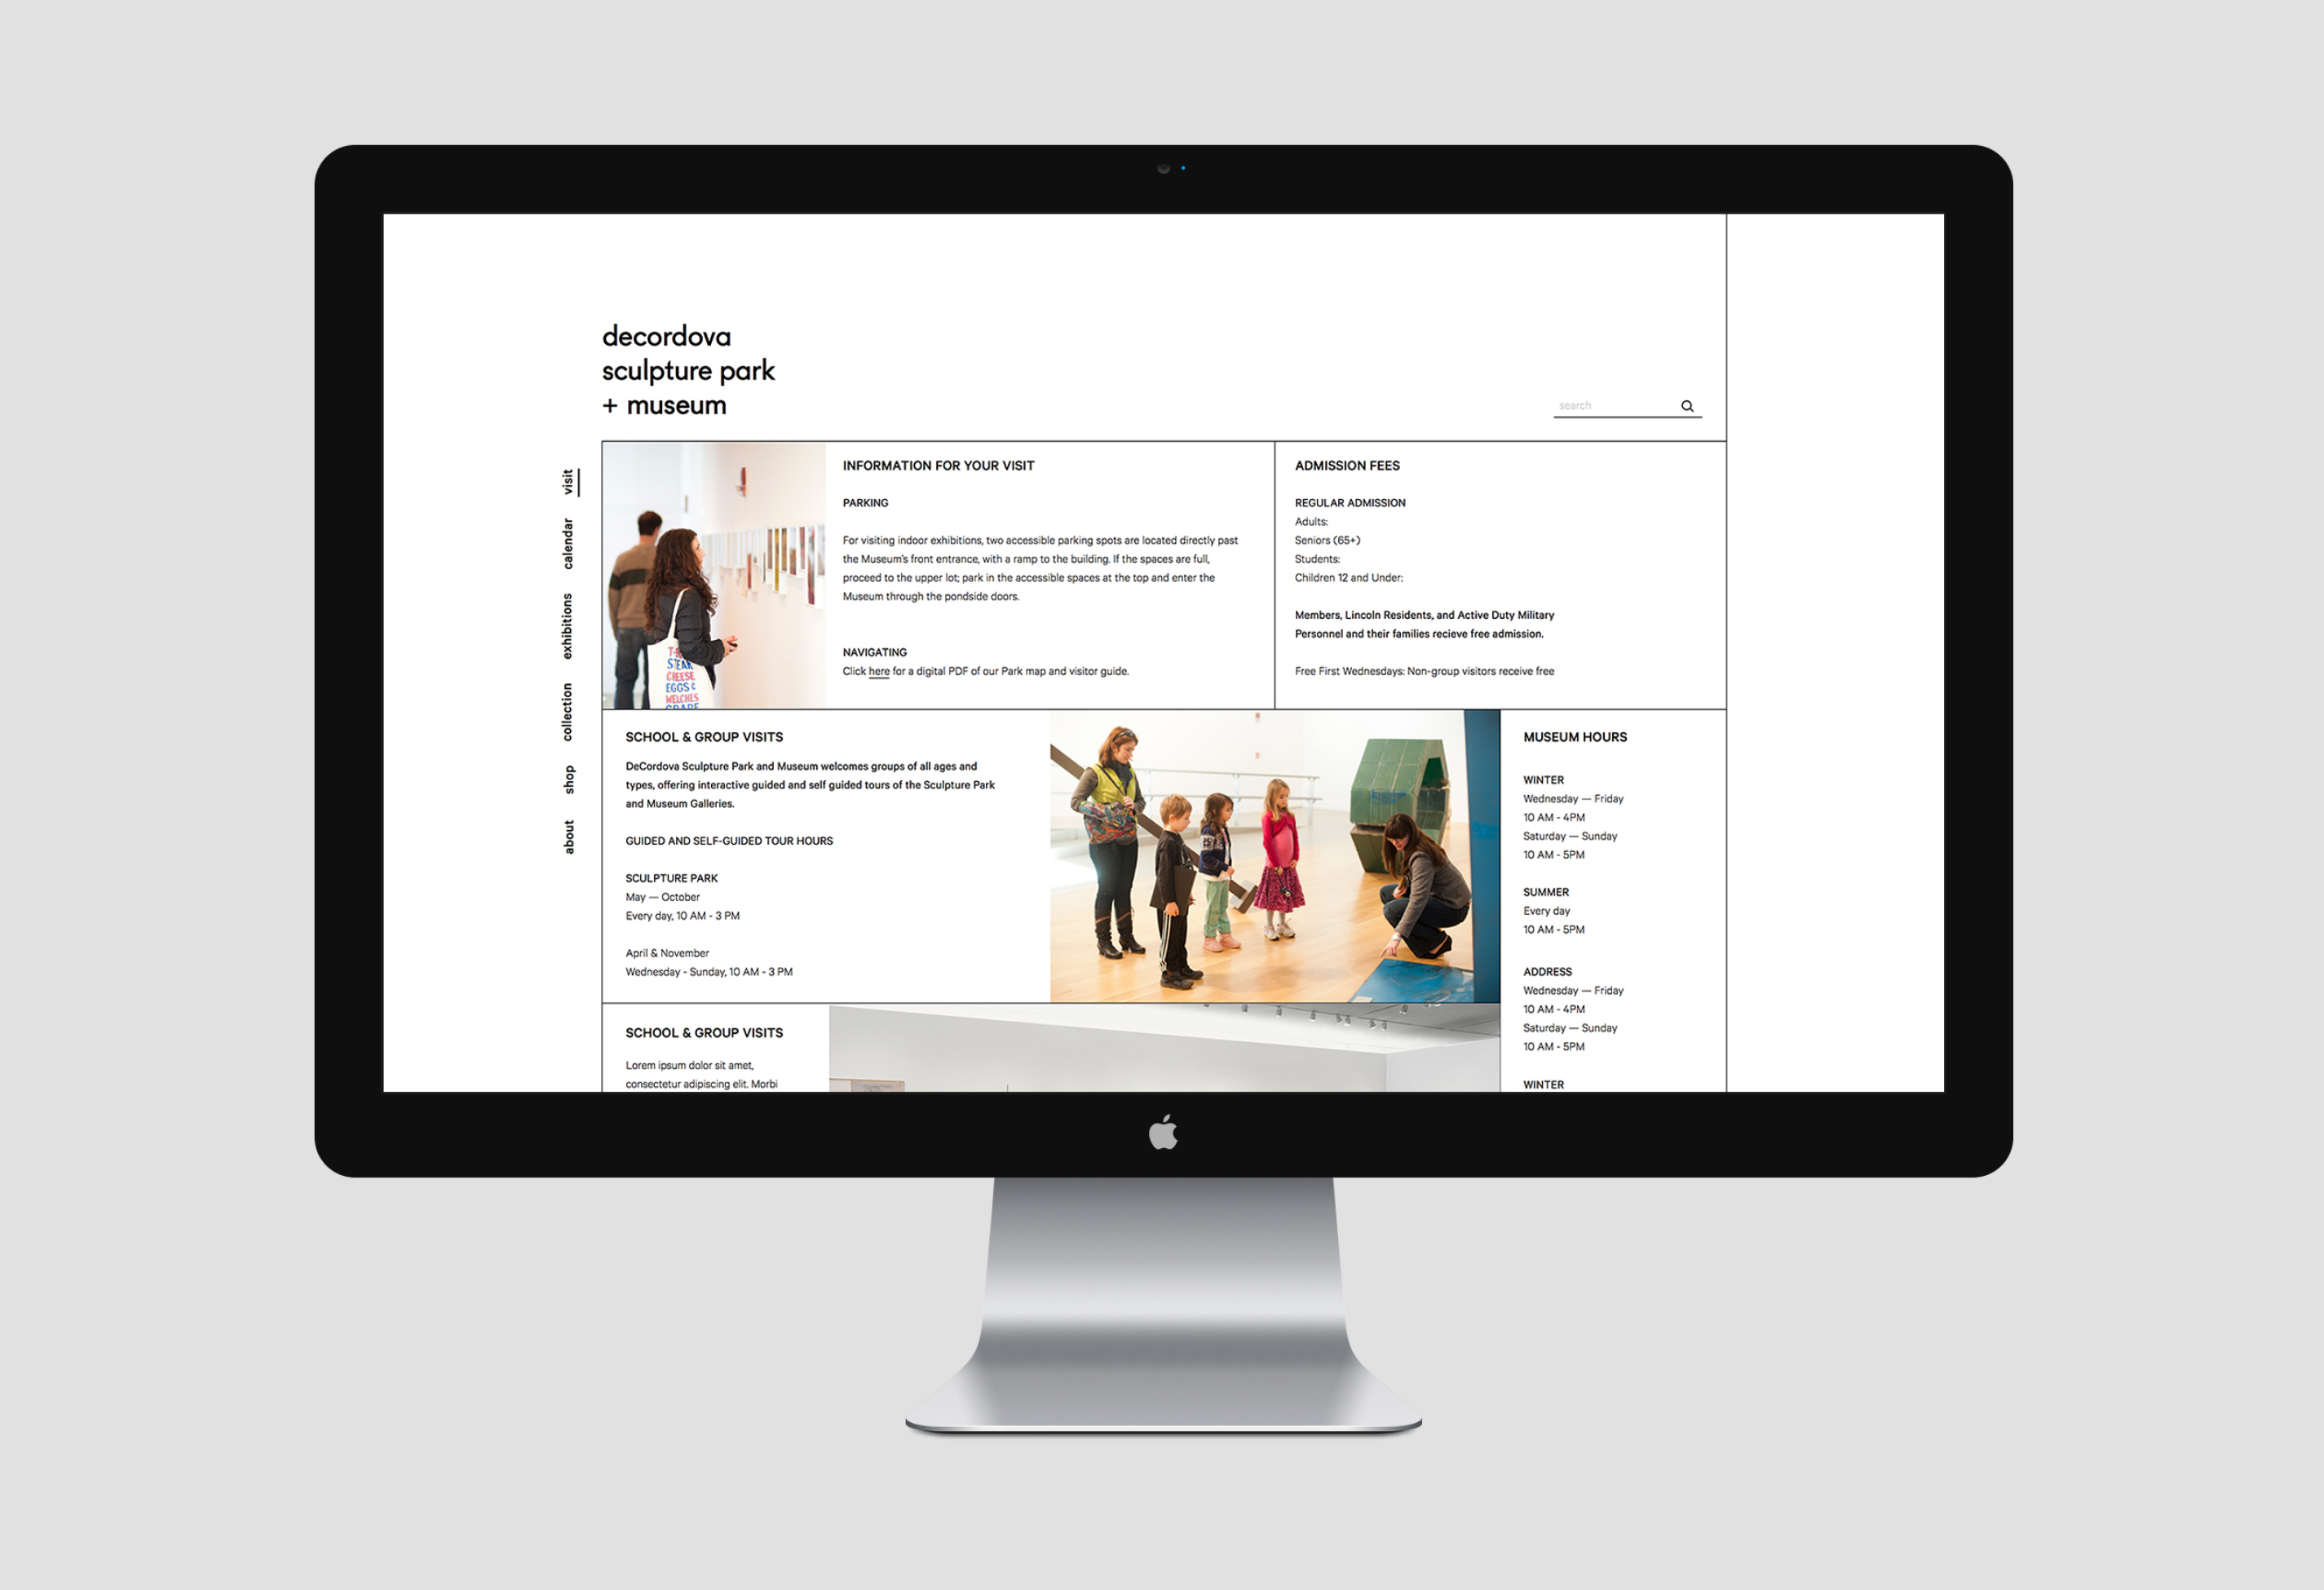 decordova
sculpture park
+ museum
search
visit
calendar
exhibitions
collection
shop
about
INFORMATION FOR YOUR VISIT
PARKING
For visiting indoor exhibitions, two accessible parking spots are located directly past
the Museum's front entrance, with a ramp to the building. If the spaces are full,
proceed to the upper lot; park in the accessible spaces at the top and enter the
Museum through the pondside doors.
NAVIGATING
Click here for a digital PDF of our Park map and visitor guide.
ADMISSION FEES
REGULAR ADMISSION
Adults:
Seniors (65+)
Students:
Children 12 and Under:
Members, Lincoln Residents, and Active Duty Military
Personnel and their families recieve free admission.
Free First Wednesdays: Non-group visitors receive free
STEAK
CHEESE
EGGS &
WELCHES
GRAPE
SCHOOL & GROUP VISITS
DeCordova Sculpture Park and Museum welcomes groups of all ages and
types, offering interactive guided and self guided tours of the Sculpture Park
and Museum Galleries.
GUIDED AND SELF-GUIDED TOUR HOURS
SCULPTURE PARK
May — October
Every day, 10 AM - 3 PM
April & November
Wednesday - Sunday, 10 AM - 3 PM
MUSEUM HOURS
WINTER
Wednesday — Friday
10 AM - 4PM
Saturday — Sunday
10 AM - 5PM
SUMMER
Every day
10 AM - 5PM
ADDRESS
Wednesday — Friday
10 AM - 4PM
Saturday — Sunday
10 AM - 5PM
WINTER
SCHOOL & GROUP VISITS
Lorem ipsum dolor sit amet,
consectetur adipiscing elit. Morbi